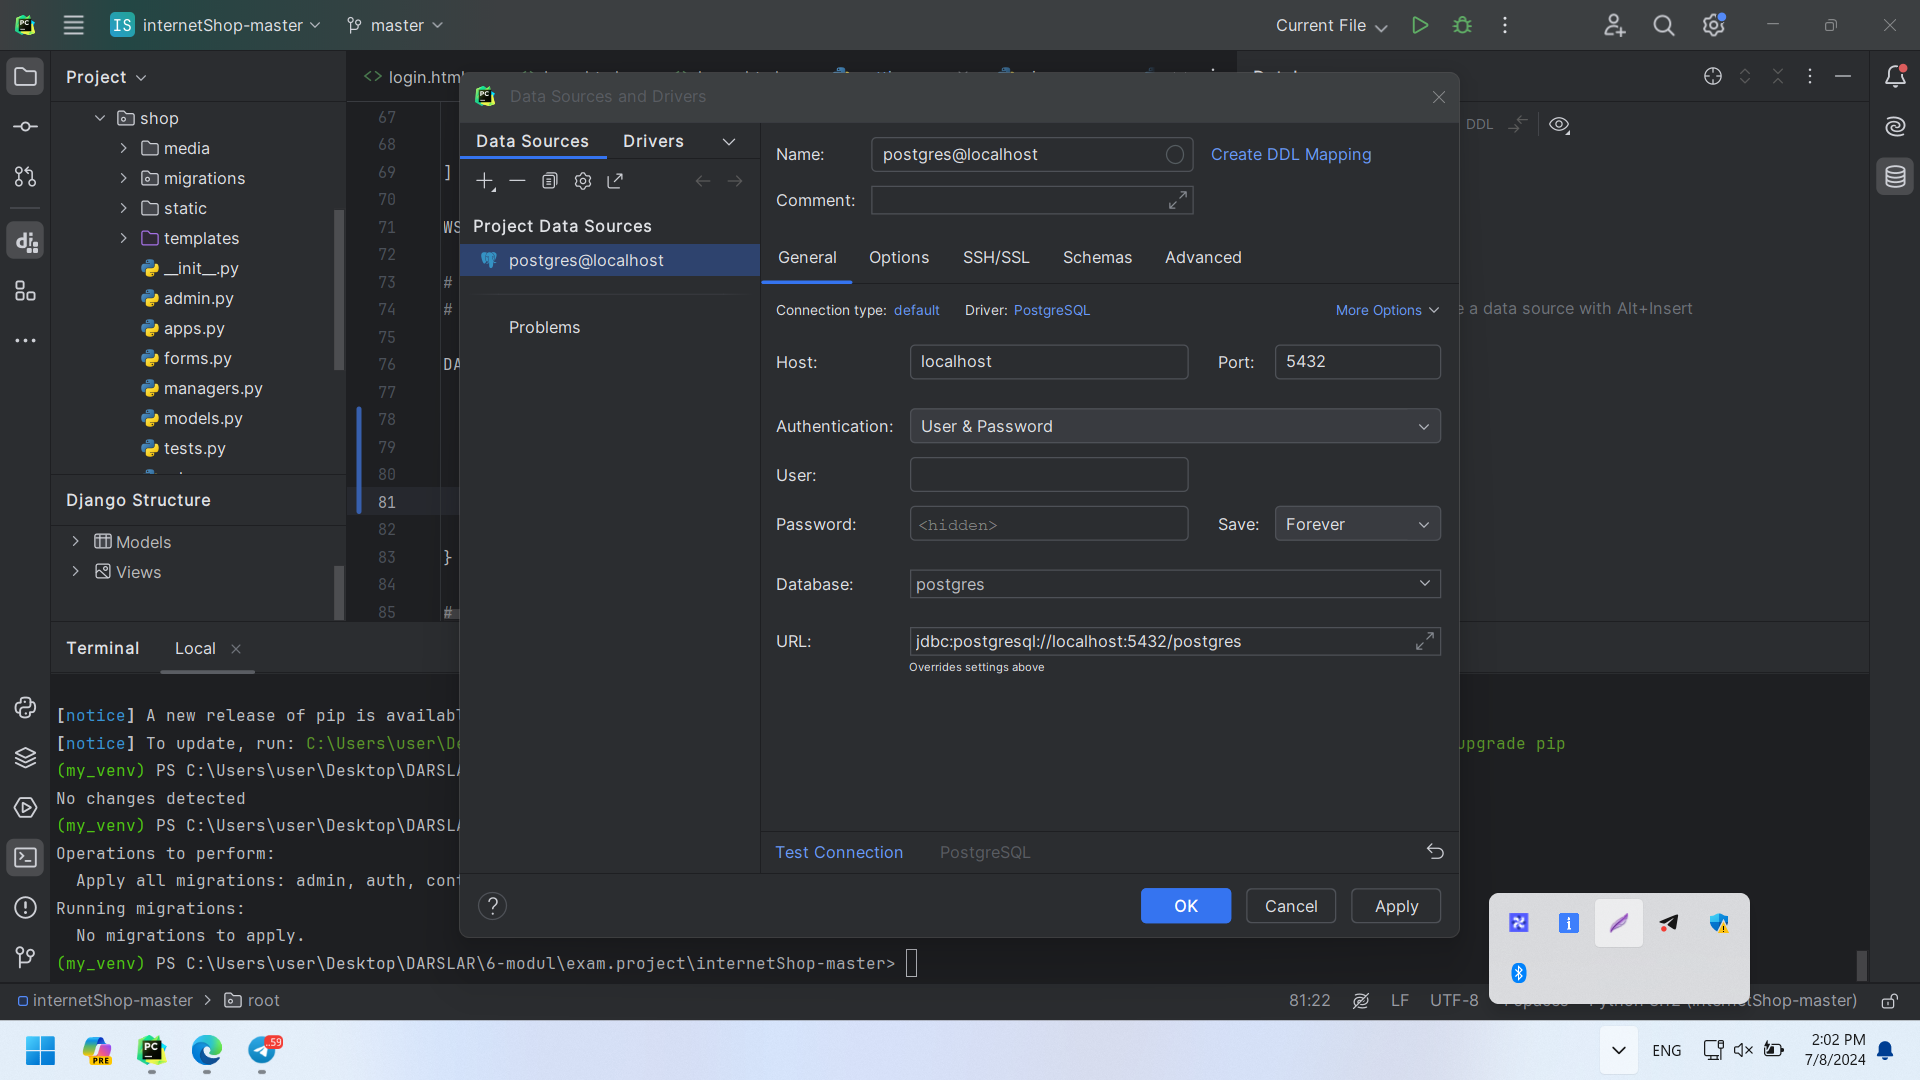 IS internetShop-master
master
Current File
Project
shop
media
migrations
static
templates
__init__.py
admin.py
apps.py
forms.py
managers.py
models.py
tests.py
Django Structure
Models
Views
login.html
67
68
69 ]
70
71 WS
72
73 #
74 #
75
76 DA
77
78
79
80
81
82
83 }
84
85 #
Data Sources and Drivers
Data Sources Drivers
Project Data Sources
postgres@localhost
Problems
Name: postgres@localhost Create DDL Mapping
Comment:
General Options SSH/SSL Schemas Advanced
Connection type: default Driver: PostgreSQL More Options
Host: localhost Port: 5432
Authentication: User & Password
User:
Password: <hidden> Save: Forever
Database: postgres
URL: jdbc:postgresql://localhost:5432/postgres
Overrides settings above
Test Connection PostgreSQL
? OK Cancel Apply
DDL
e a data source with Alt+Insert
Terminal Local
[notice] A new release of pip is availabl
[notice] To update, run: C:\Users\user\De
upgrade pip
(my_venv) PS C:\Users\user\Desktop\DARSLA
No changes detected
(my_venv) PS C:\Users\user\Desktop\DARSLA
Operations to perform:
Apply all migrations: admin, auth, cont
Running migrations:
No migrations to apply.
(my_venv) PS C:\Users\user\Desktop\DARSLAR\6-modul\exam.project\internetShop-master>
internetShop-master > root
81:22 LF UTF-8
Shop-master)
PRE
PC
59
ENG
2:02 PM
7/8/2024